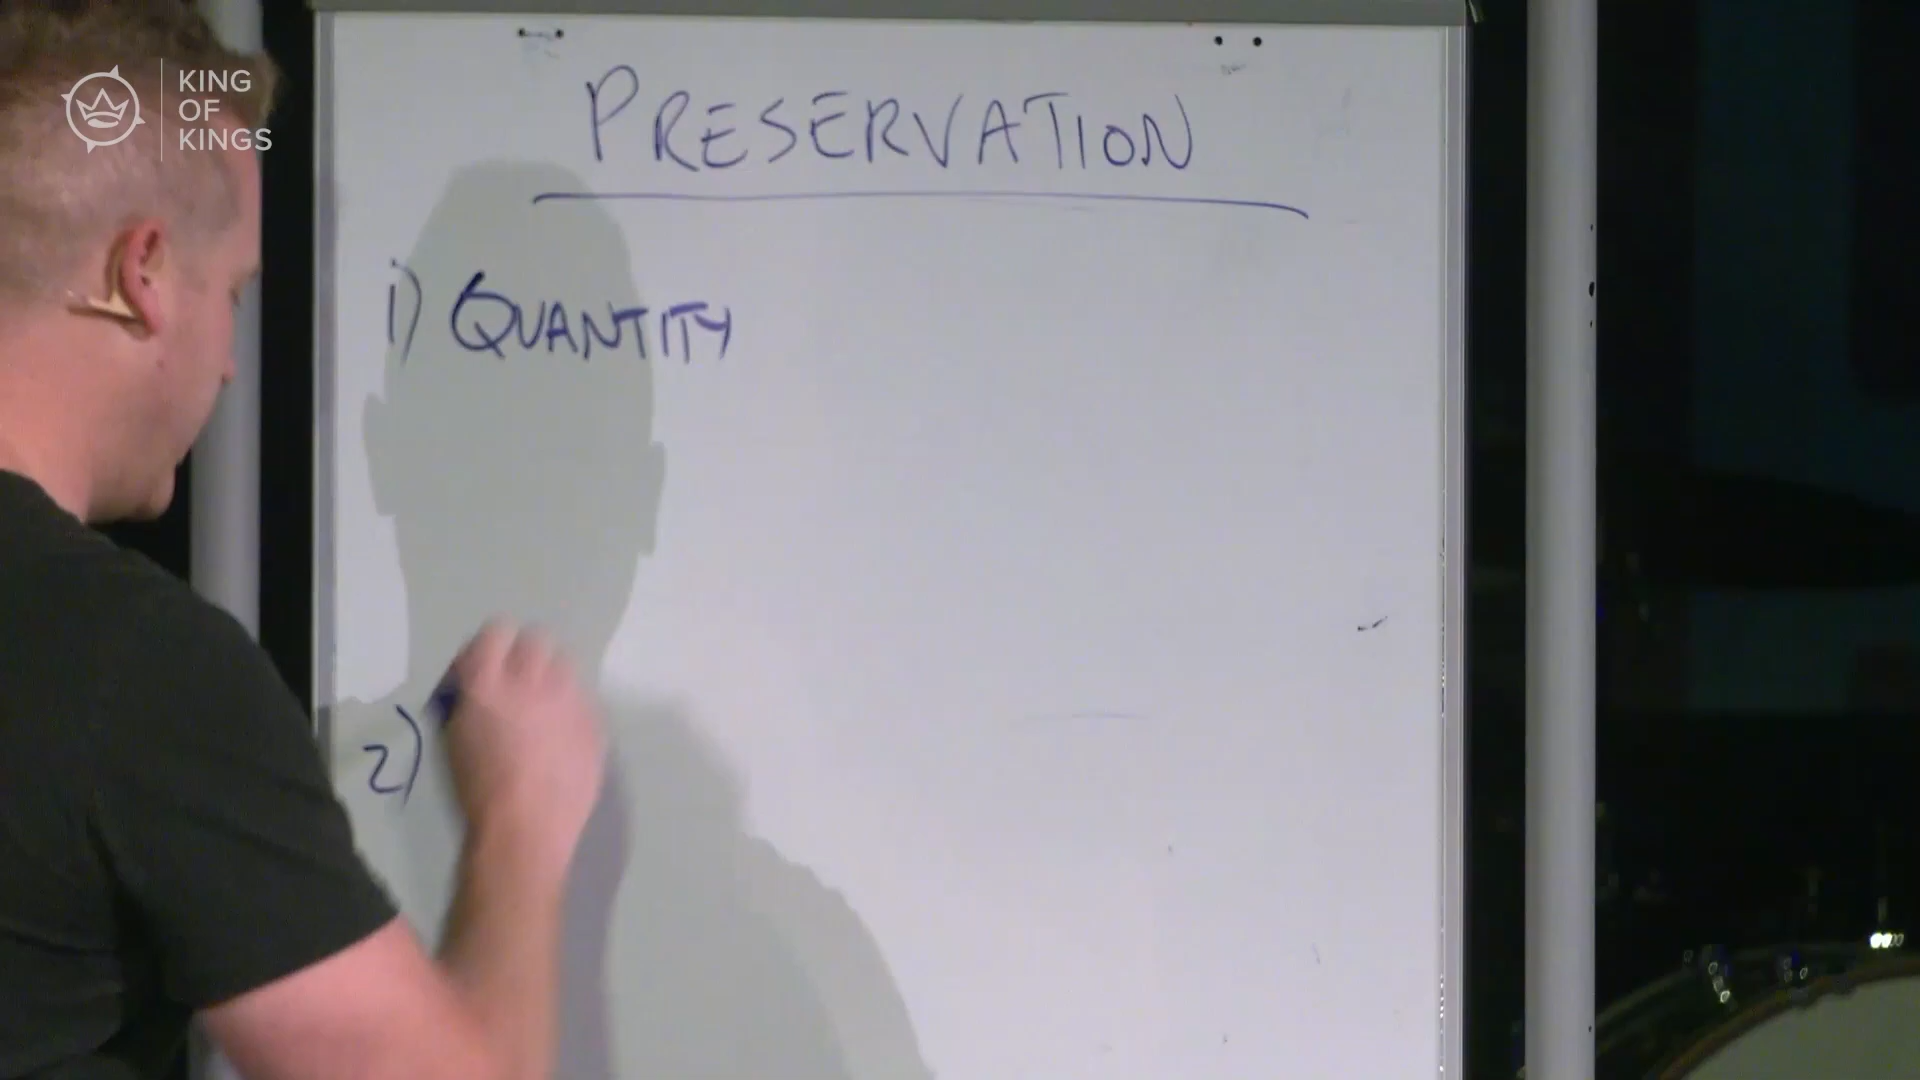 KING
OF
KINGS
PRESERVATION
1) QUANTITY
2)